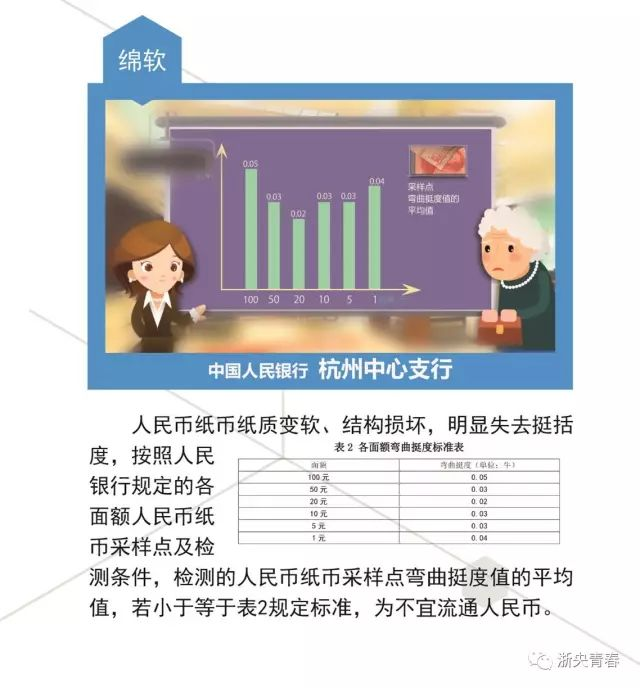 绵软
0.05
0.03
0.02
0.03
0.03
0.04
100 50 20 10 5 1
采样点
弯曲挺度值的
平均值
中国人民银行 杭州中心支行
人民币纸币纸质变软、结构损坏，明显失去挺括
度，按照人民
银行规定的各
面额人民币纸
币采样点及检
表 2 各面额弯曲挺度标准表
面额 弯曲挺度（单位：牛）
100 元 0.05
50 元 0.03
20 元 0.02
10 元 0.03
5 元 0.03
1 元 0.04
测条件，检测的人民币纸币采样点弯曲挺度值的平均
值，若小于等于表2规定标准，为不宜流通人民币。
浙央青春